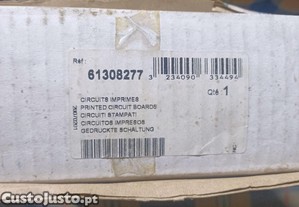 Ref:
61308277
3 234090 334494
Qté 1
CIRCUITS IMPRIMES
PRINTED CIRCUIT BOARDS
CIRCUITI STAMPATI
CIRCUITOS IMPRESOS
GEDRUCKTE SCHALTUNG
CustoJusto.pt